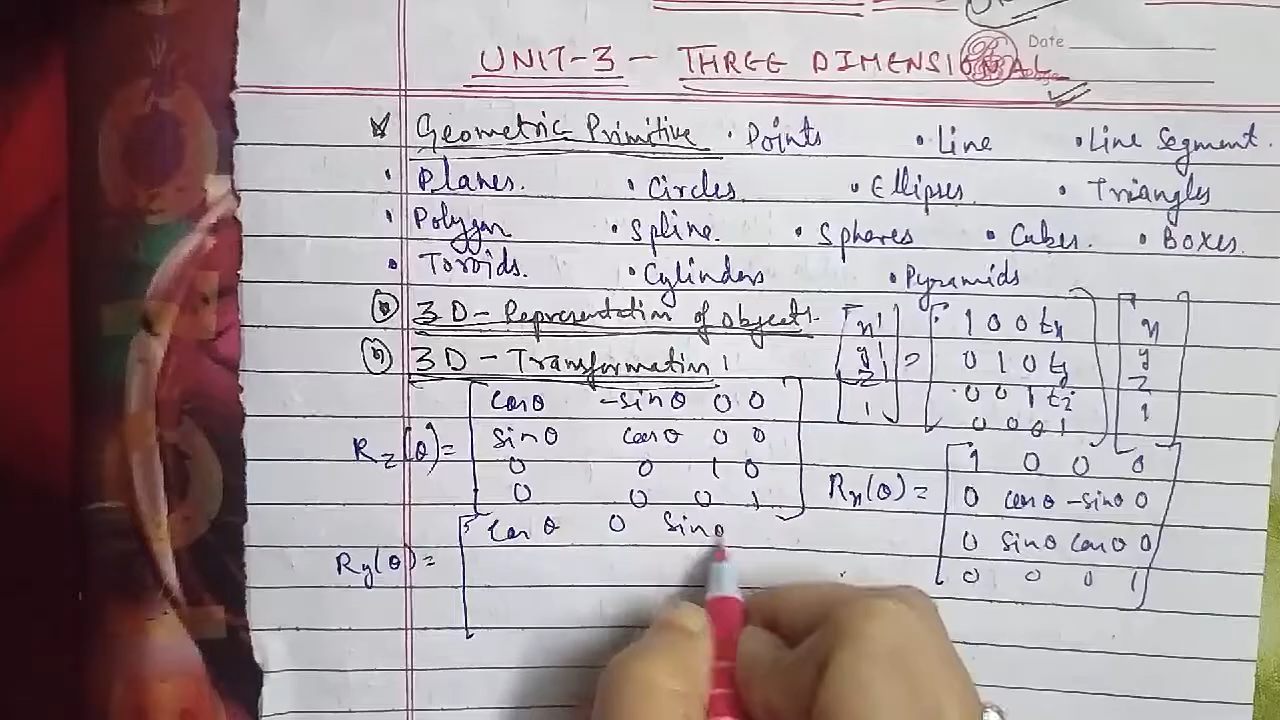 Date
UNIT-3 - THREE DIMENSIONAL
Geometric Primitive • Points • Line • Line Segment.
• Planes. • Circles. • Ellipses • Triangles
• Polygon • Spline. • Spheres • Cubes. • Boxes.
• Toroids. • Cylinders • Pyramids
3D-Representation of objects.
3D-Transformation
x' 1 0 0 tx x
y' = 0 1 0 ty y
z' 0 0 1 tz z
1 0 0 0 1 1
Rz(θ)=
cosθ -sinθ 0 0
sinθ cosθ 0 0
0 0 1 0
0 0 0 1
Rx(θ)=
1 0 0 0
0 cosθ -sinθ 0
0 sinθ cosθ 0
0 0 0 1
Ry(θ)=
cosθ 0 sinθ